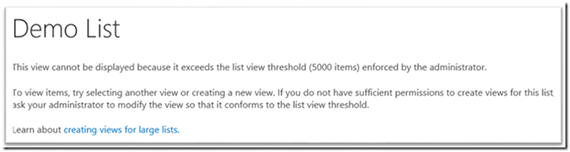 Demo List
This view cannot be displayed because it exceeds the list view threshold (5000 items) enforced by the administrator.
To view items, try selecting another view or creating a new view. If you do not have sufficient permissions to create views for this list
ask your administrator to modify the view so that it conforms to the list view threshold.
Learn about creating views for large lists.